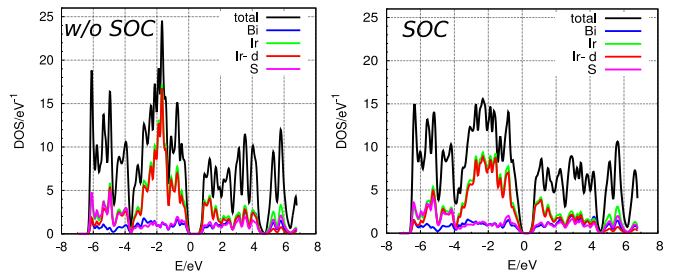 w/o SOC
total
Bi
Ir
Ir- d
S
DOS/eV⁻¹
25
20
15
10
5
0
-8 -6 -4 -2 0 2 4 6 8
E/eV
SOC
total
Bi
Ir
Ir- d
S
DOS/eV⁻¹
25
20
15
10
5
0
-8 -6 -4 -2 0 2 4 6 8
E/eV